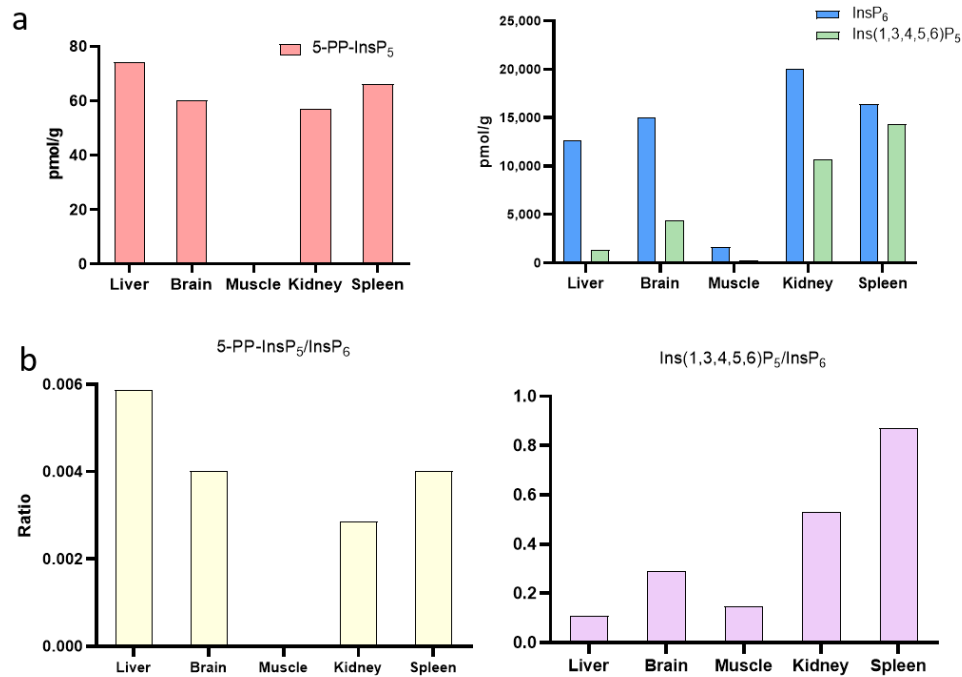 a
5-PP-InsP₅
pmol/g
80
60
40
20
0
Liver Brain Muscle Kidney Spleen
InsP₆
Ins(1,3,4,5,6)P₅
pmol/g
25,000
20,000
15,000
10,000
5,000
0
Liver Brain Muscle Kidney Spleen
b
5-PP-InsP₅/InsP₆
Ratio
0.006
0.004
0.002
0.000
Liver Brain Muscle Kidney Spleen
Ins(1,3,4,5,6)P₅/InsP₆
1.0
0.8
0.6
0.4
0.2
0.0
Liver Brain Muscle Kidney Spleen